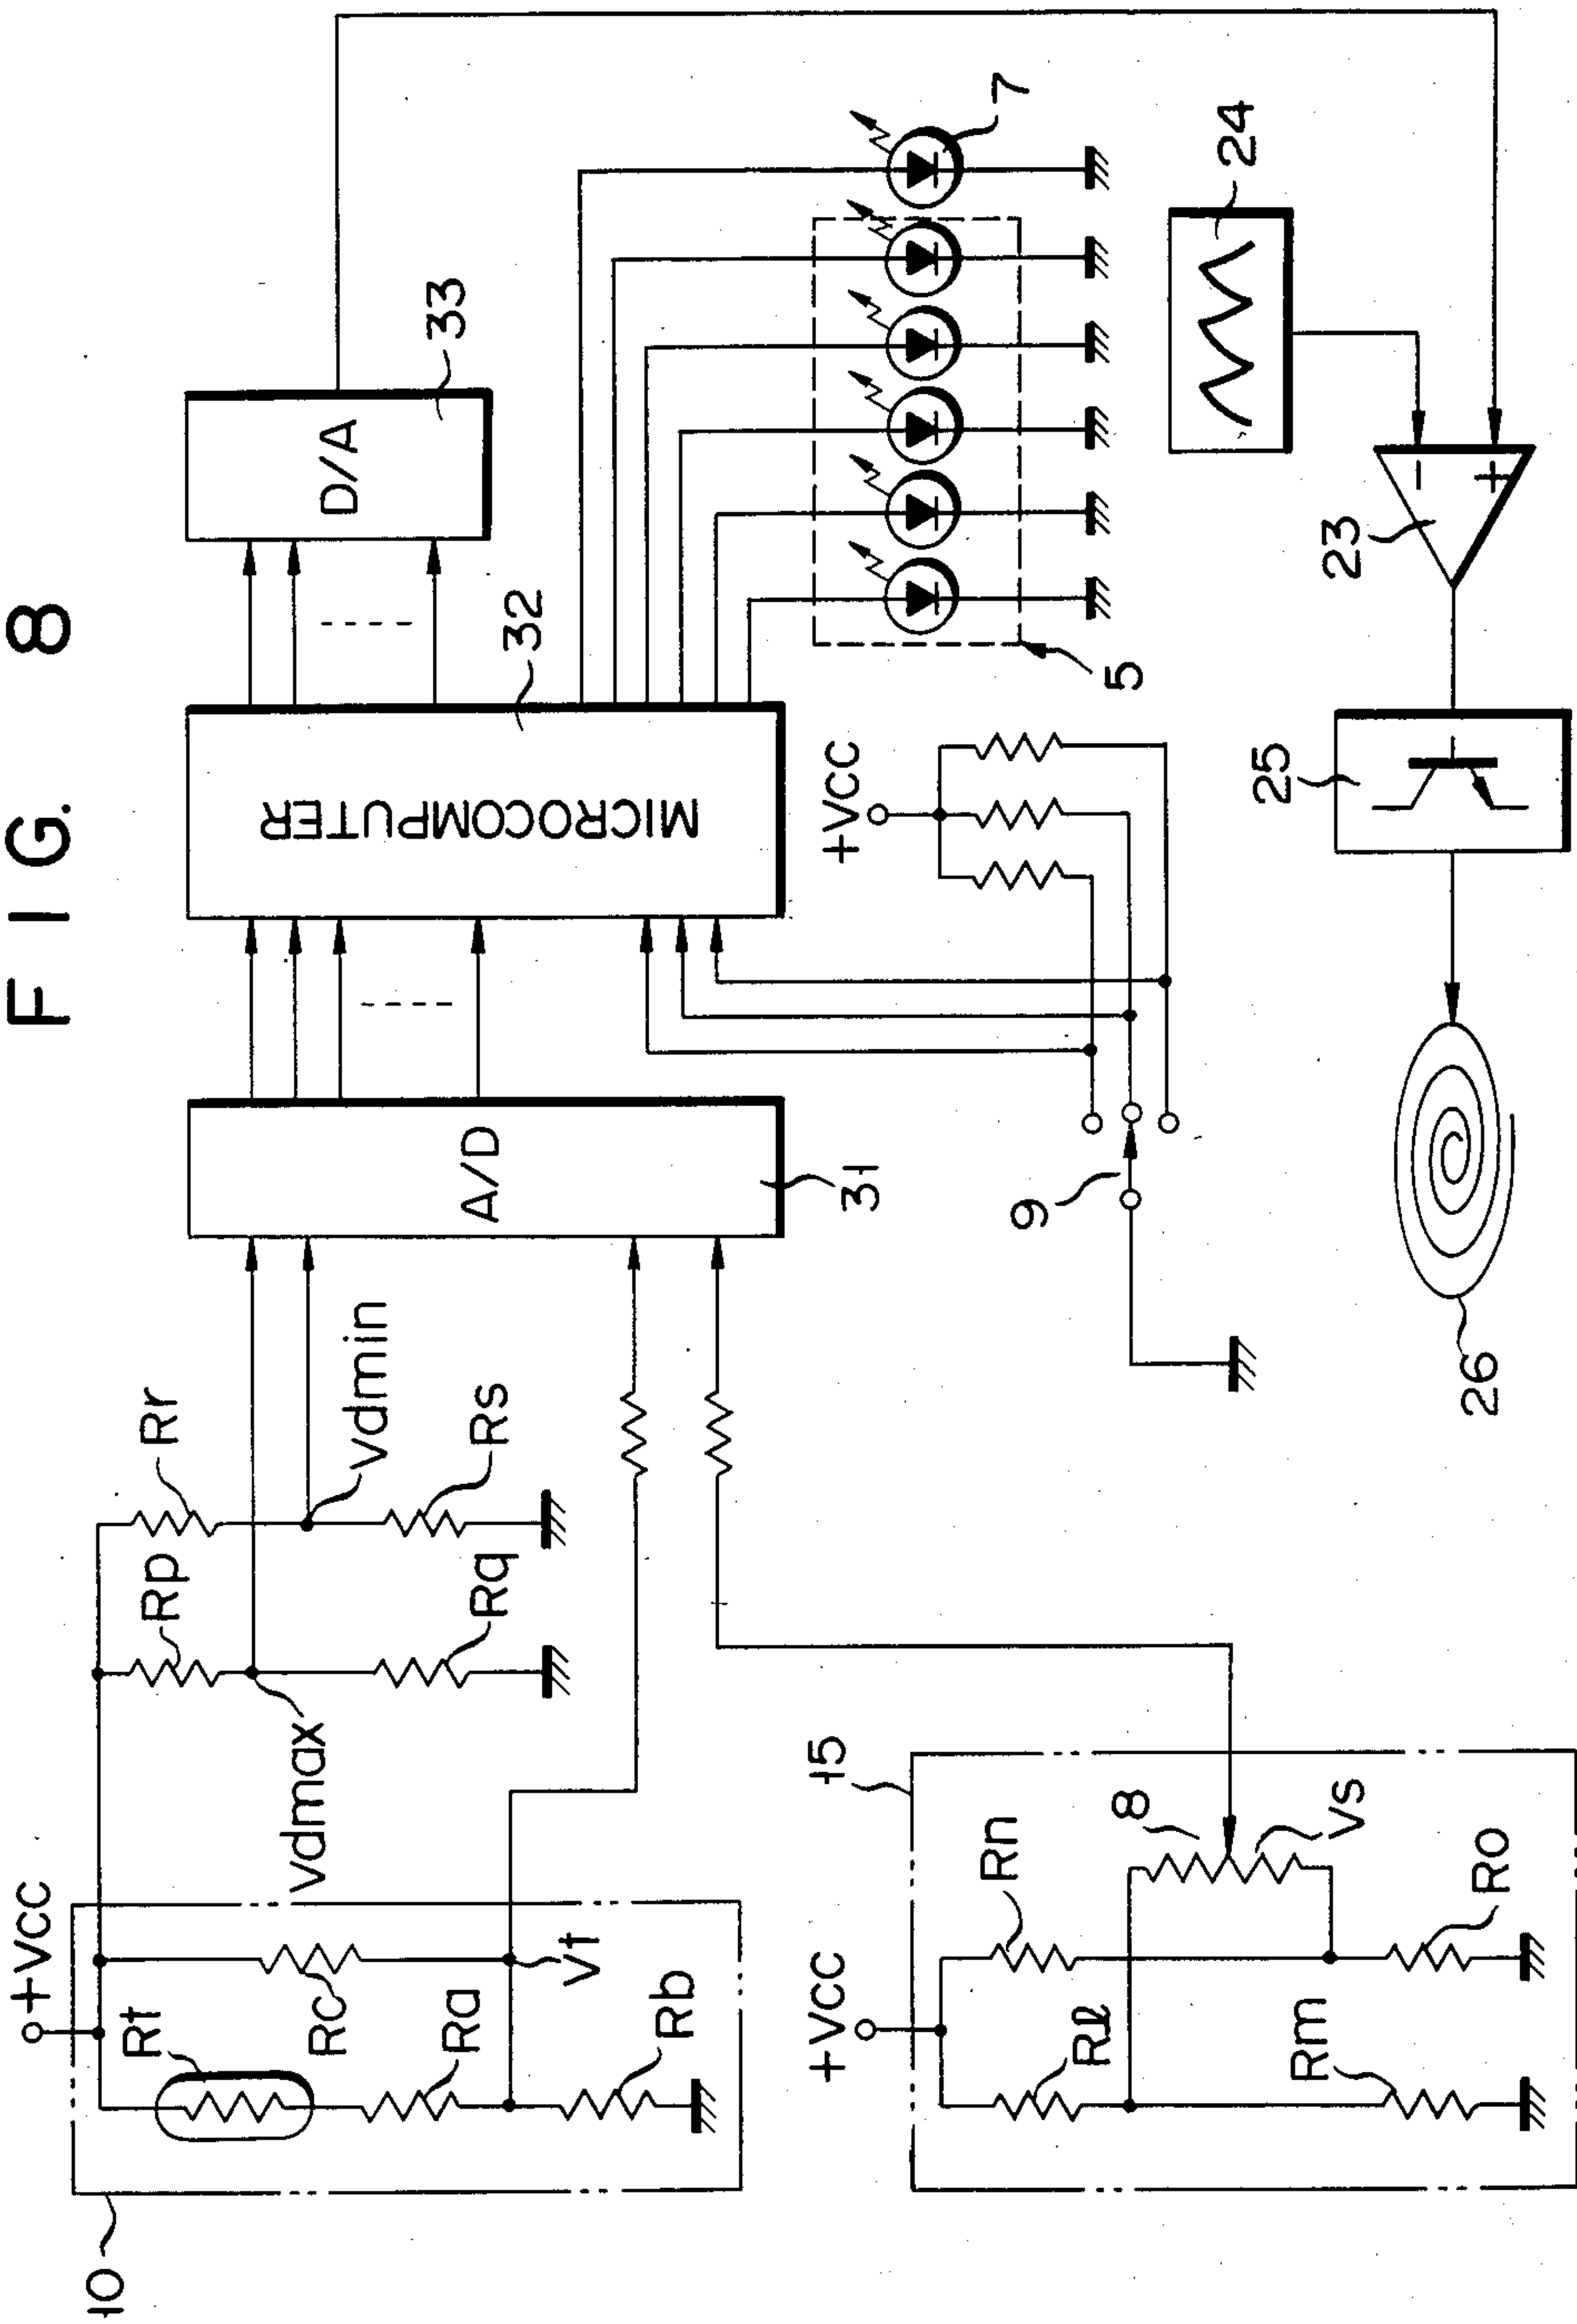 FIG. 8
+VCC
Rt
Rc
Ra
Vt
Rb
10
Rp
Rr
Vdmax
Vdmin
Rq
Rs
A/D
31
MICROCOMPUTER
32
D/A
33
+VCC
9
5
7
24
+VCC
Rl
Rn
15
8
Vs
Rm
Ro
26
25
23
−
+